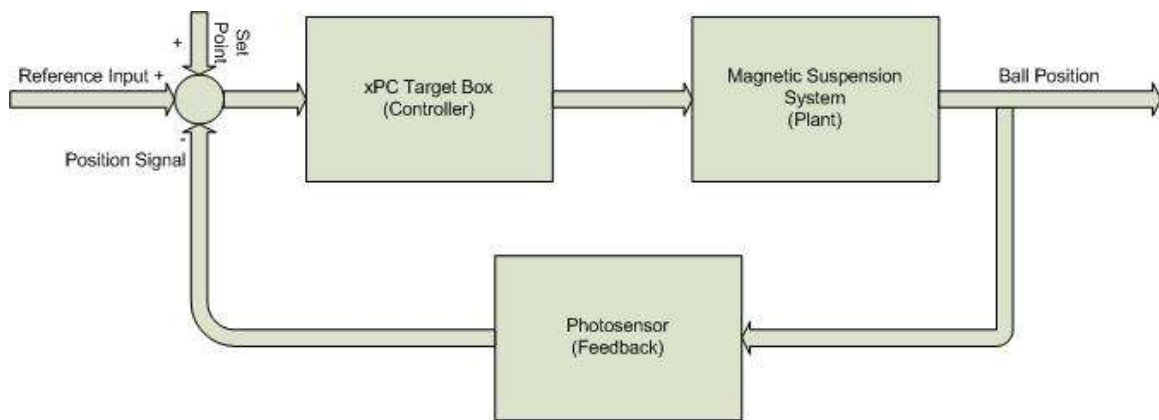 +
Set
Point
Reference Input +
xPC Target Box
(Controller)
Magnetic Suspension
System
(Plant)
Ball Position
-
Position Signal
Photosensor
(Feedback)